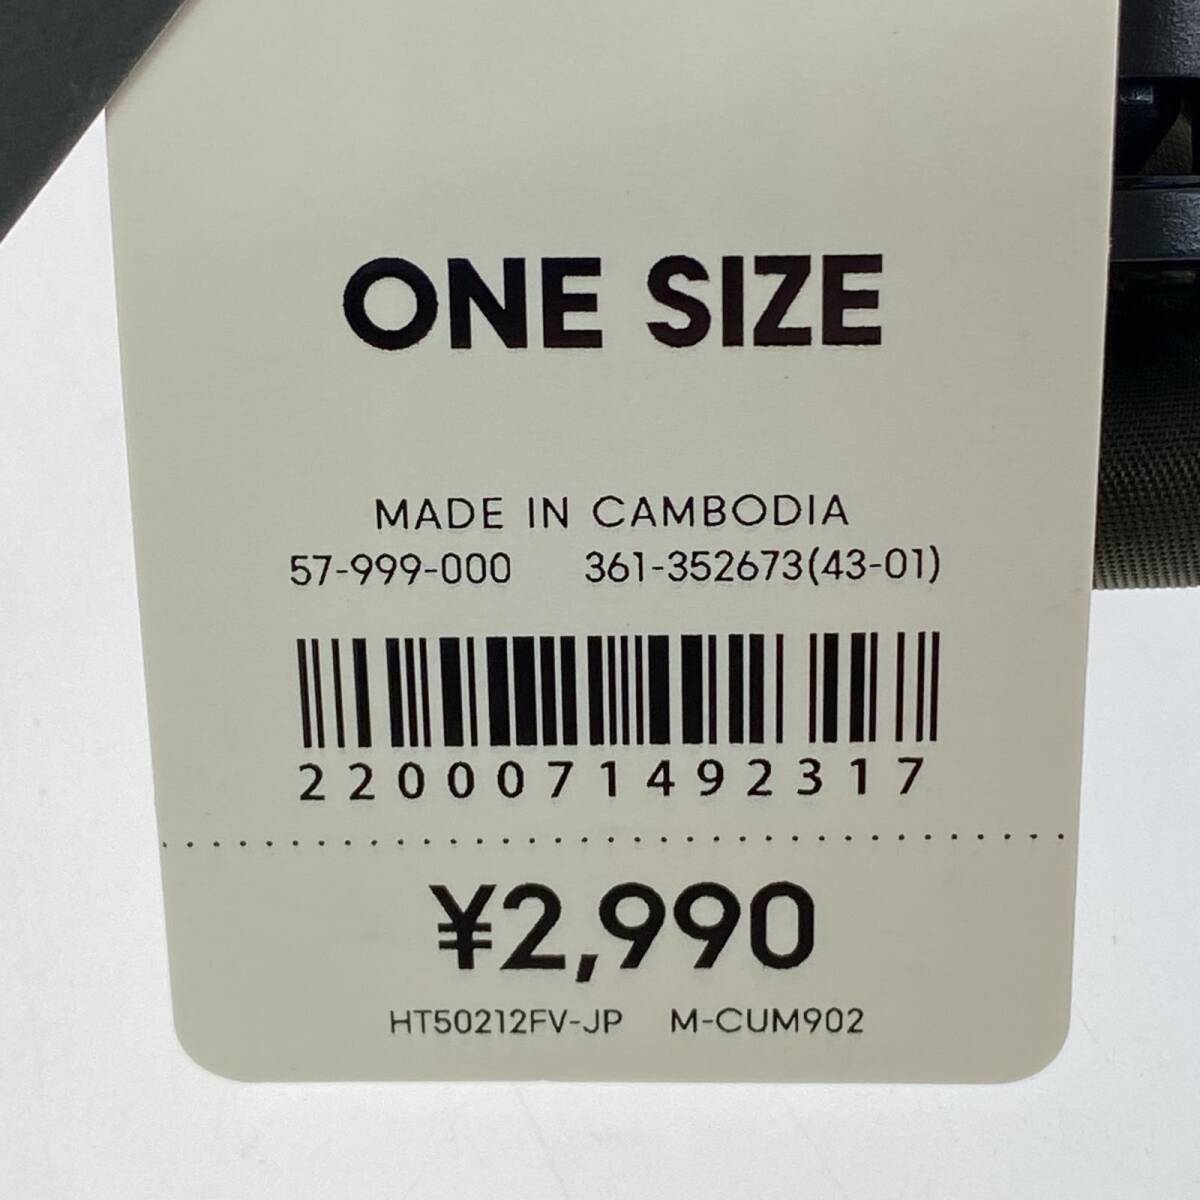 ONE SIZE
MADE IN CAMBODIA
57-999-000 361-352673(43-01)
2200071492317
¥2,990
HT50212FV-JP M-CUM902